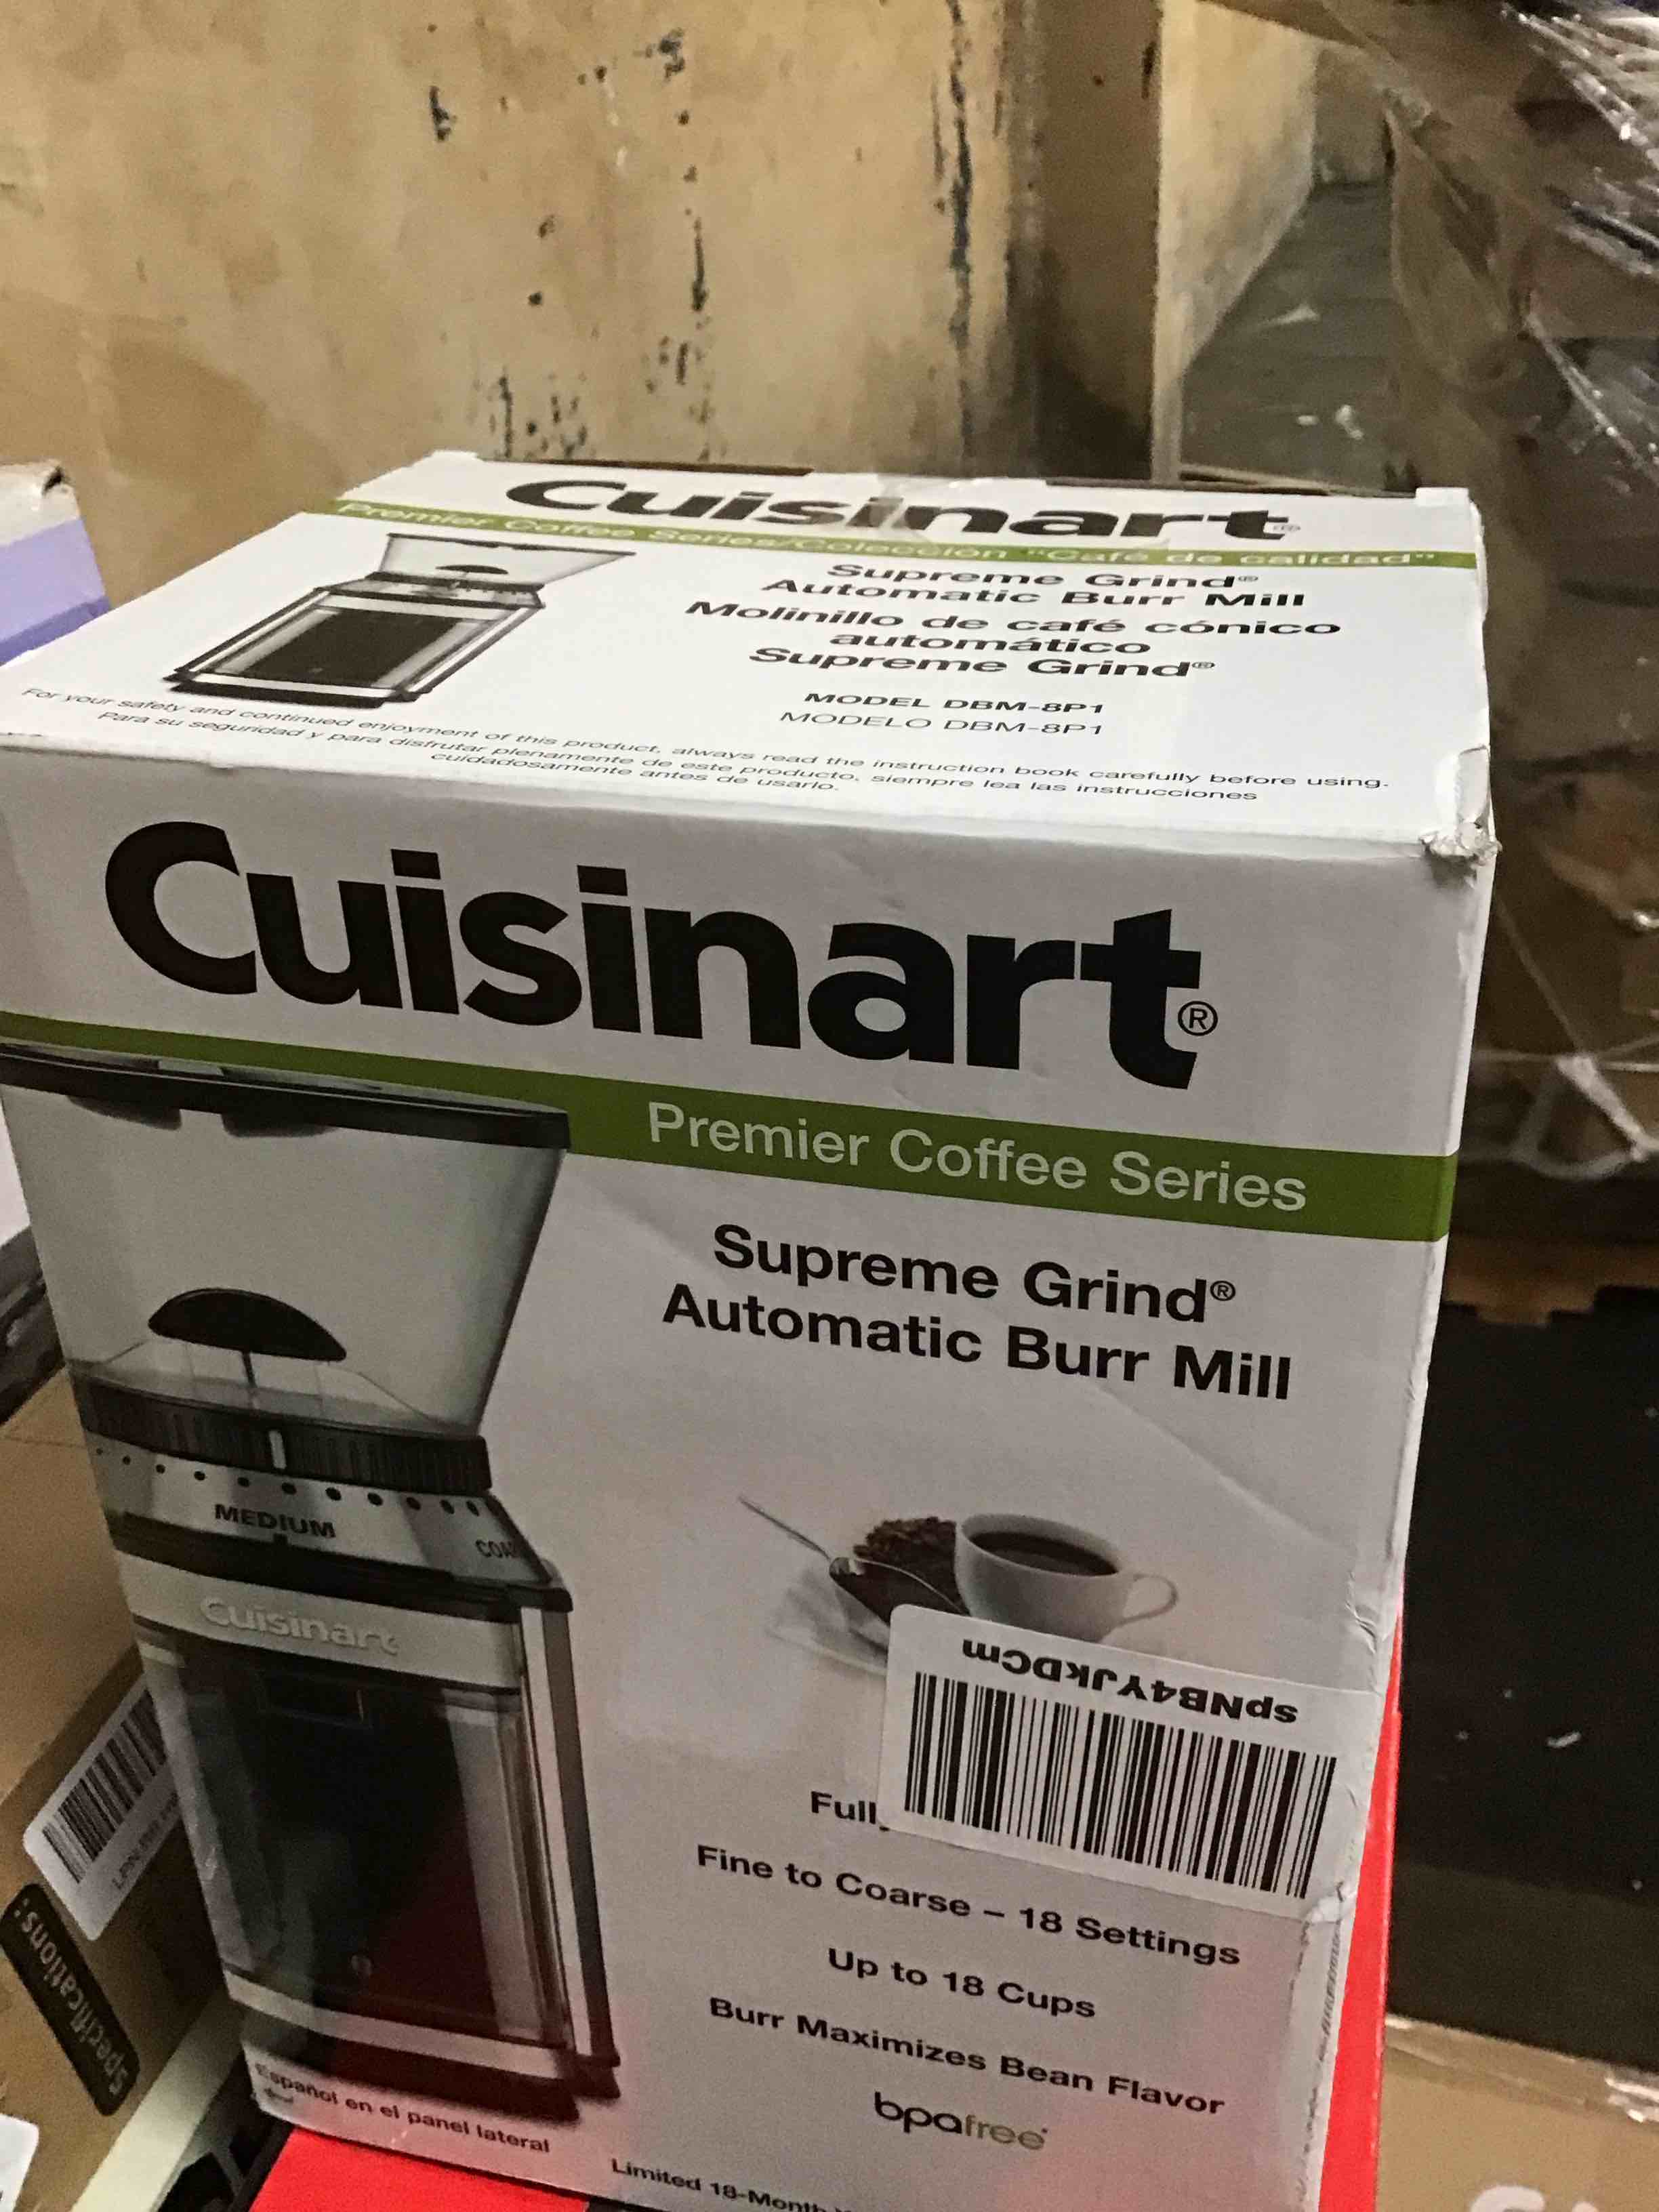 Cuisinart®
Premier Coffee Series/Colección "Café de calidad"
Supreme Grind®
Automatic Burr Mill
Molinillo de café cónico
automático
Supreme Grind®
MODEL DBM-8P1
MODELO DBM-8P1
For your safety and continued enjoyment of this product, always read the instruction book carefully before using.
Para su seguridad y para disfrutar plenamente de este producto, siempre lea las instrucciones
cuidadosamente antes de usarlo.
Cuisinart®
Premier Coffee Series
Supreme Grind®
Automatic Burr Mill
MEDIUM
Cuisinart
spNB4YJkDCm
Fine to Coarse – 18 Settings
Up to 18 Cups
Burr Maximizes Bean Flavor
bpafree
Español en el panel lateral
Limited 18-Month
Specifications: